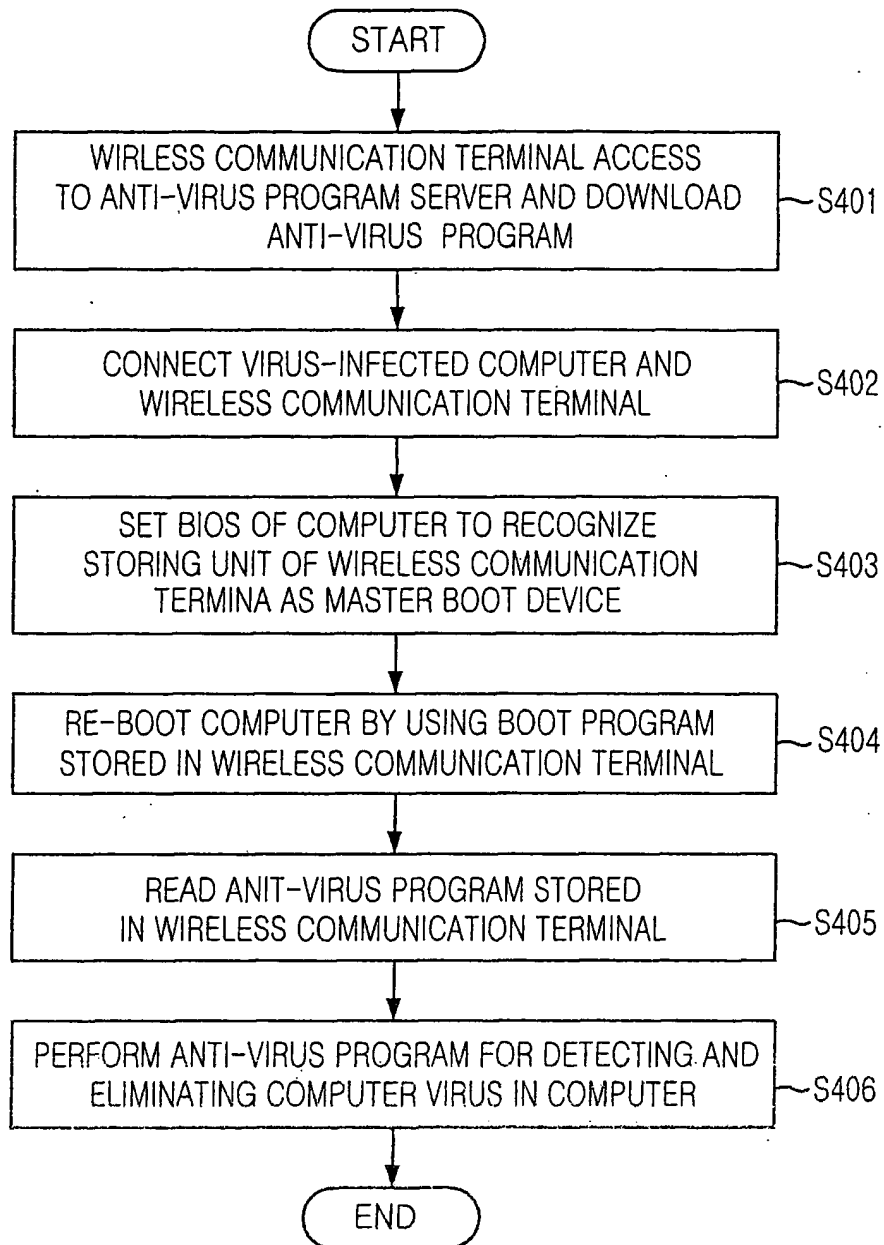 START
WIRLESS COMMUNICATION TERMINAL ACCESS
TO ANTI-VIRUS PROGRAM SERVER AND DOWNLOAD
ANTI-VIRUS PROGRAM
S401
CONNECT VIRUS-INFECTED COMPUTER AND
WIRELESS COMMUNICATION TERMINAL
S402
SET BIOS OF COMPUTER TO RECOGNIZE
STORING UNIT OF WIRELESS COMMUNICATION
TERMINA AS MASTER BOOT DEVICE
S403
RE-BOOT COMPUTER BY USING BOOT PROGRAM
STORED IN WIRELESS COMMUNICATION TERMINAL
S404
READ ANIT-VIRUS PROGRAM STORED
IN WIRELESS COMMUNICATION TERMINAL
S405
PERFORM ANTI-VIRUS PROGRAM FOR DETECTING AND
ELIMINATING COMPUTER VIRUS IN COMPUTER
S406
END